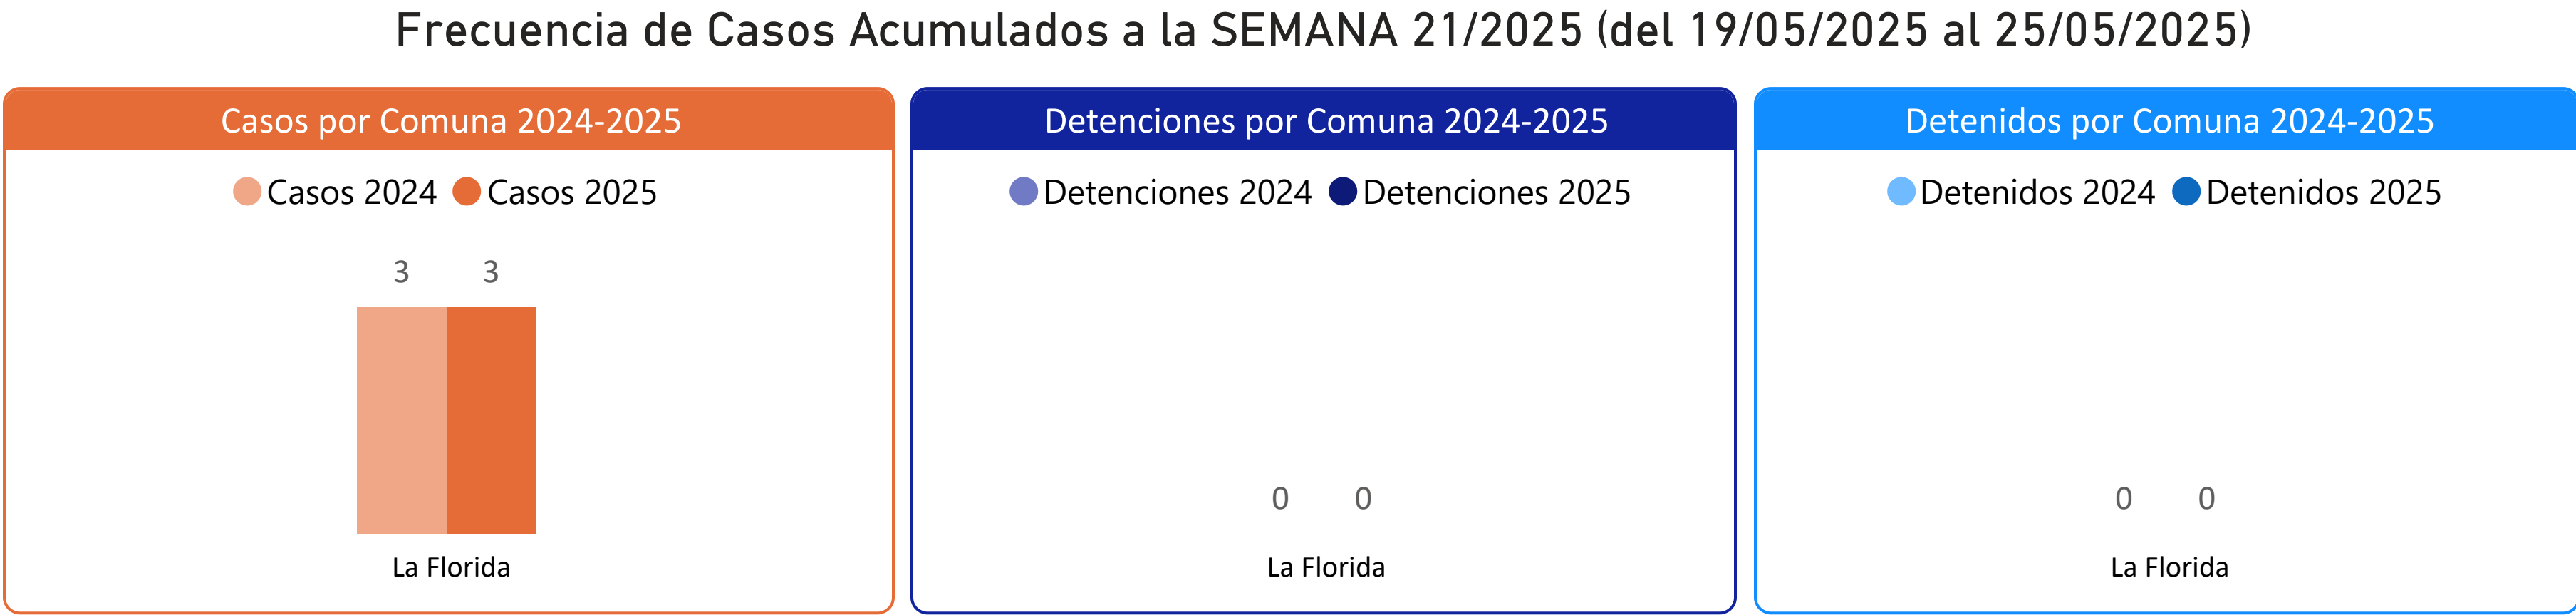 Frecuencia de Casos Acumulados a la SEMANA 21/2025 (del 19/05/2025 al 25/05/2025)
Casos por Comuna 2024-2025
Casos 2024 Casos 2025
3 3
La Florida
Detenciones por Comuna 2024-2025
Detenciones 2024 Detenciones 2025
0 0
La Florida
Detenidos por Comuna 2024-2025
Detenidos 2024 Detenidos 2025
0 0
La Florida